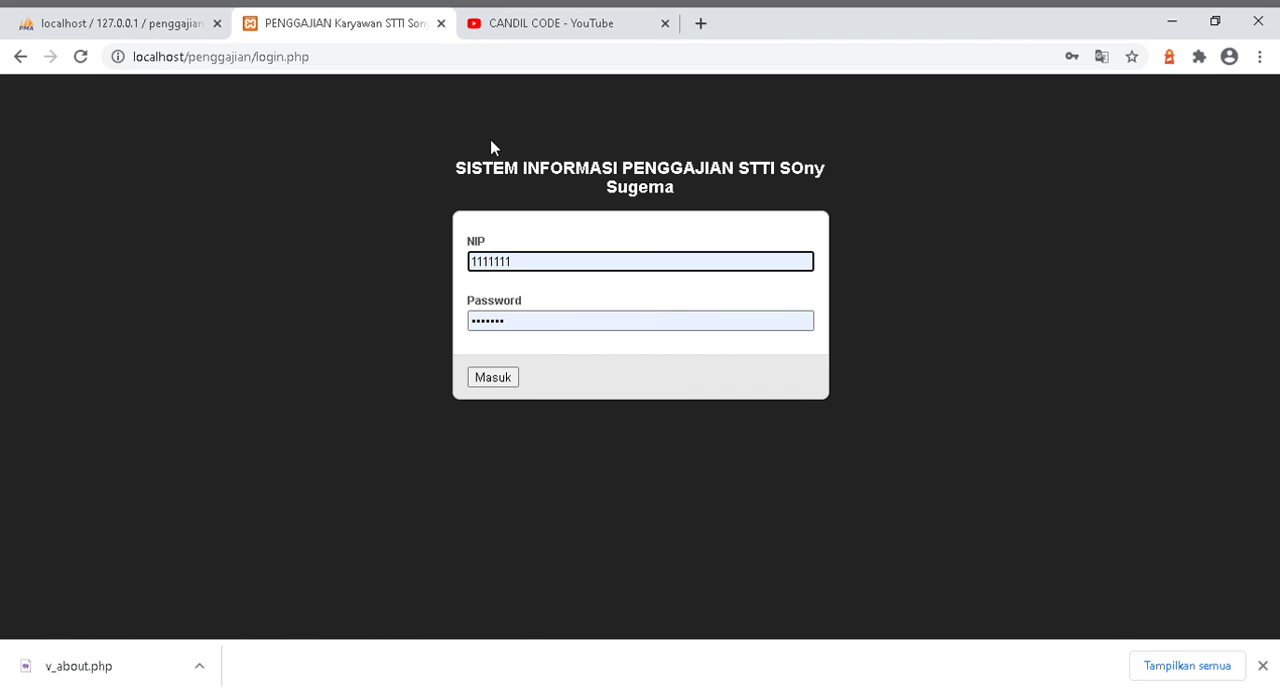 localhost / 127.0.0.1 / penggajian
PENGGAJIAN Karyawan STTI Sony
CANDIL CODE - YouTube
localhost/penggajian/login.php
SISTEM INFORMASI PENGGAJIAN STTI SOny
Sugema
NIP
1111111
Password
•••••••
Masuk
v_about.php
Tampilkan semua